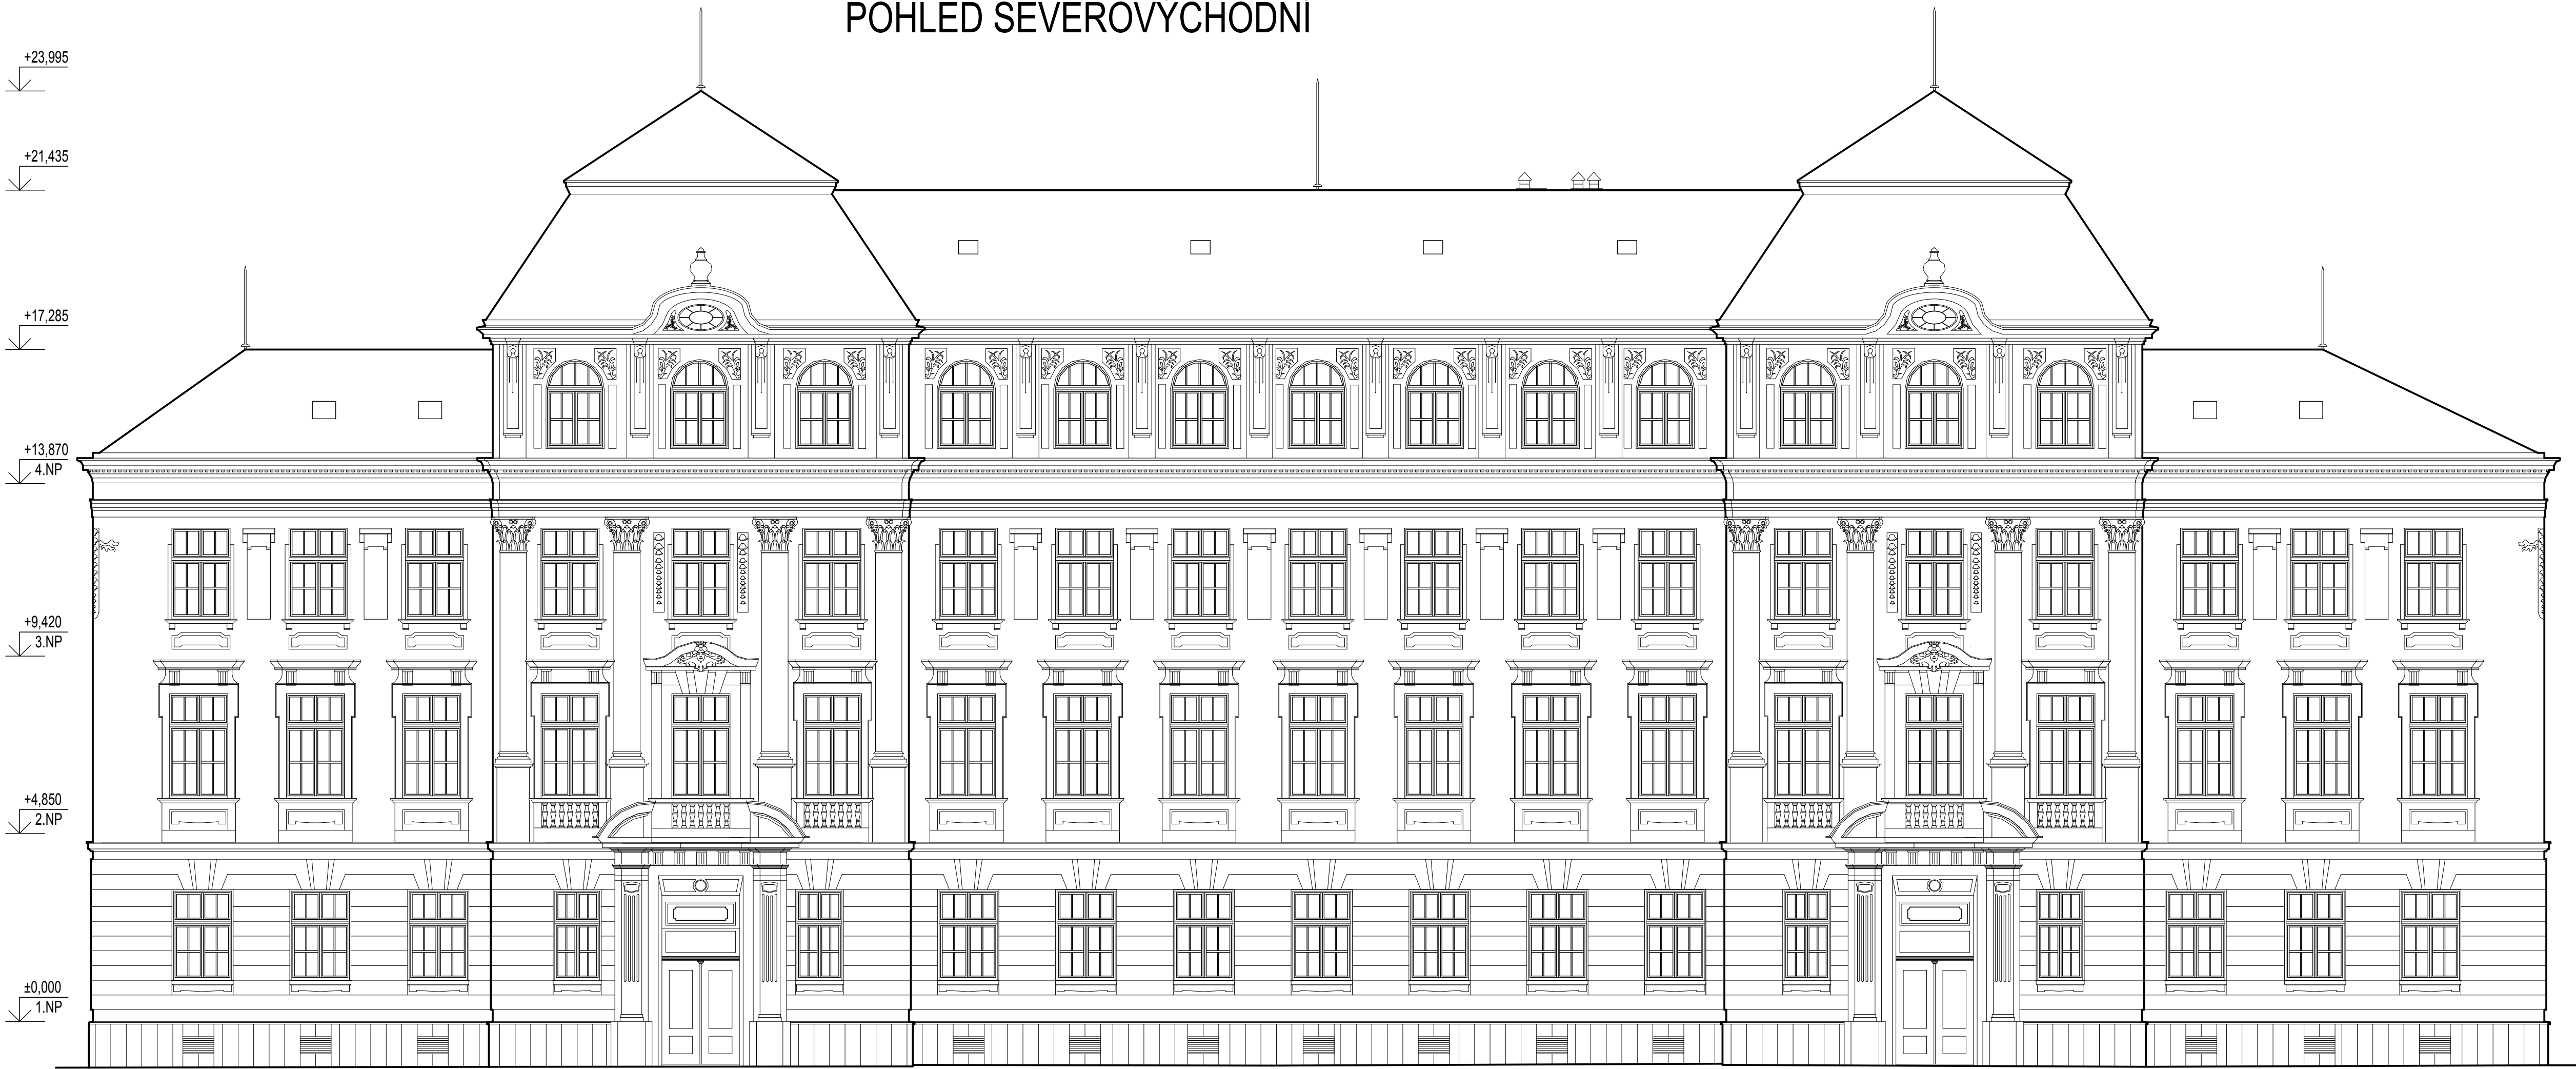 POHLED SEVEROVÝCHODNÍ
+23,995
+21,435
+17,285
+13,870
4.NP
+9,420
3.NP
+4,850
2.NP
±0,000
1.NP